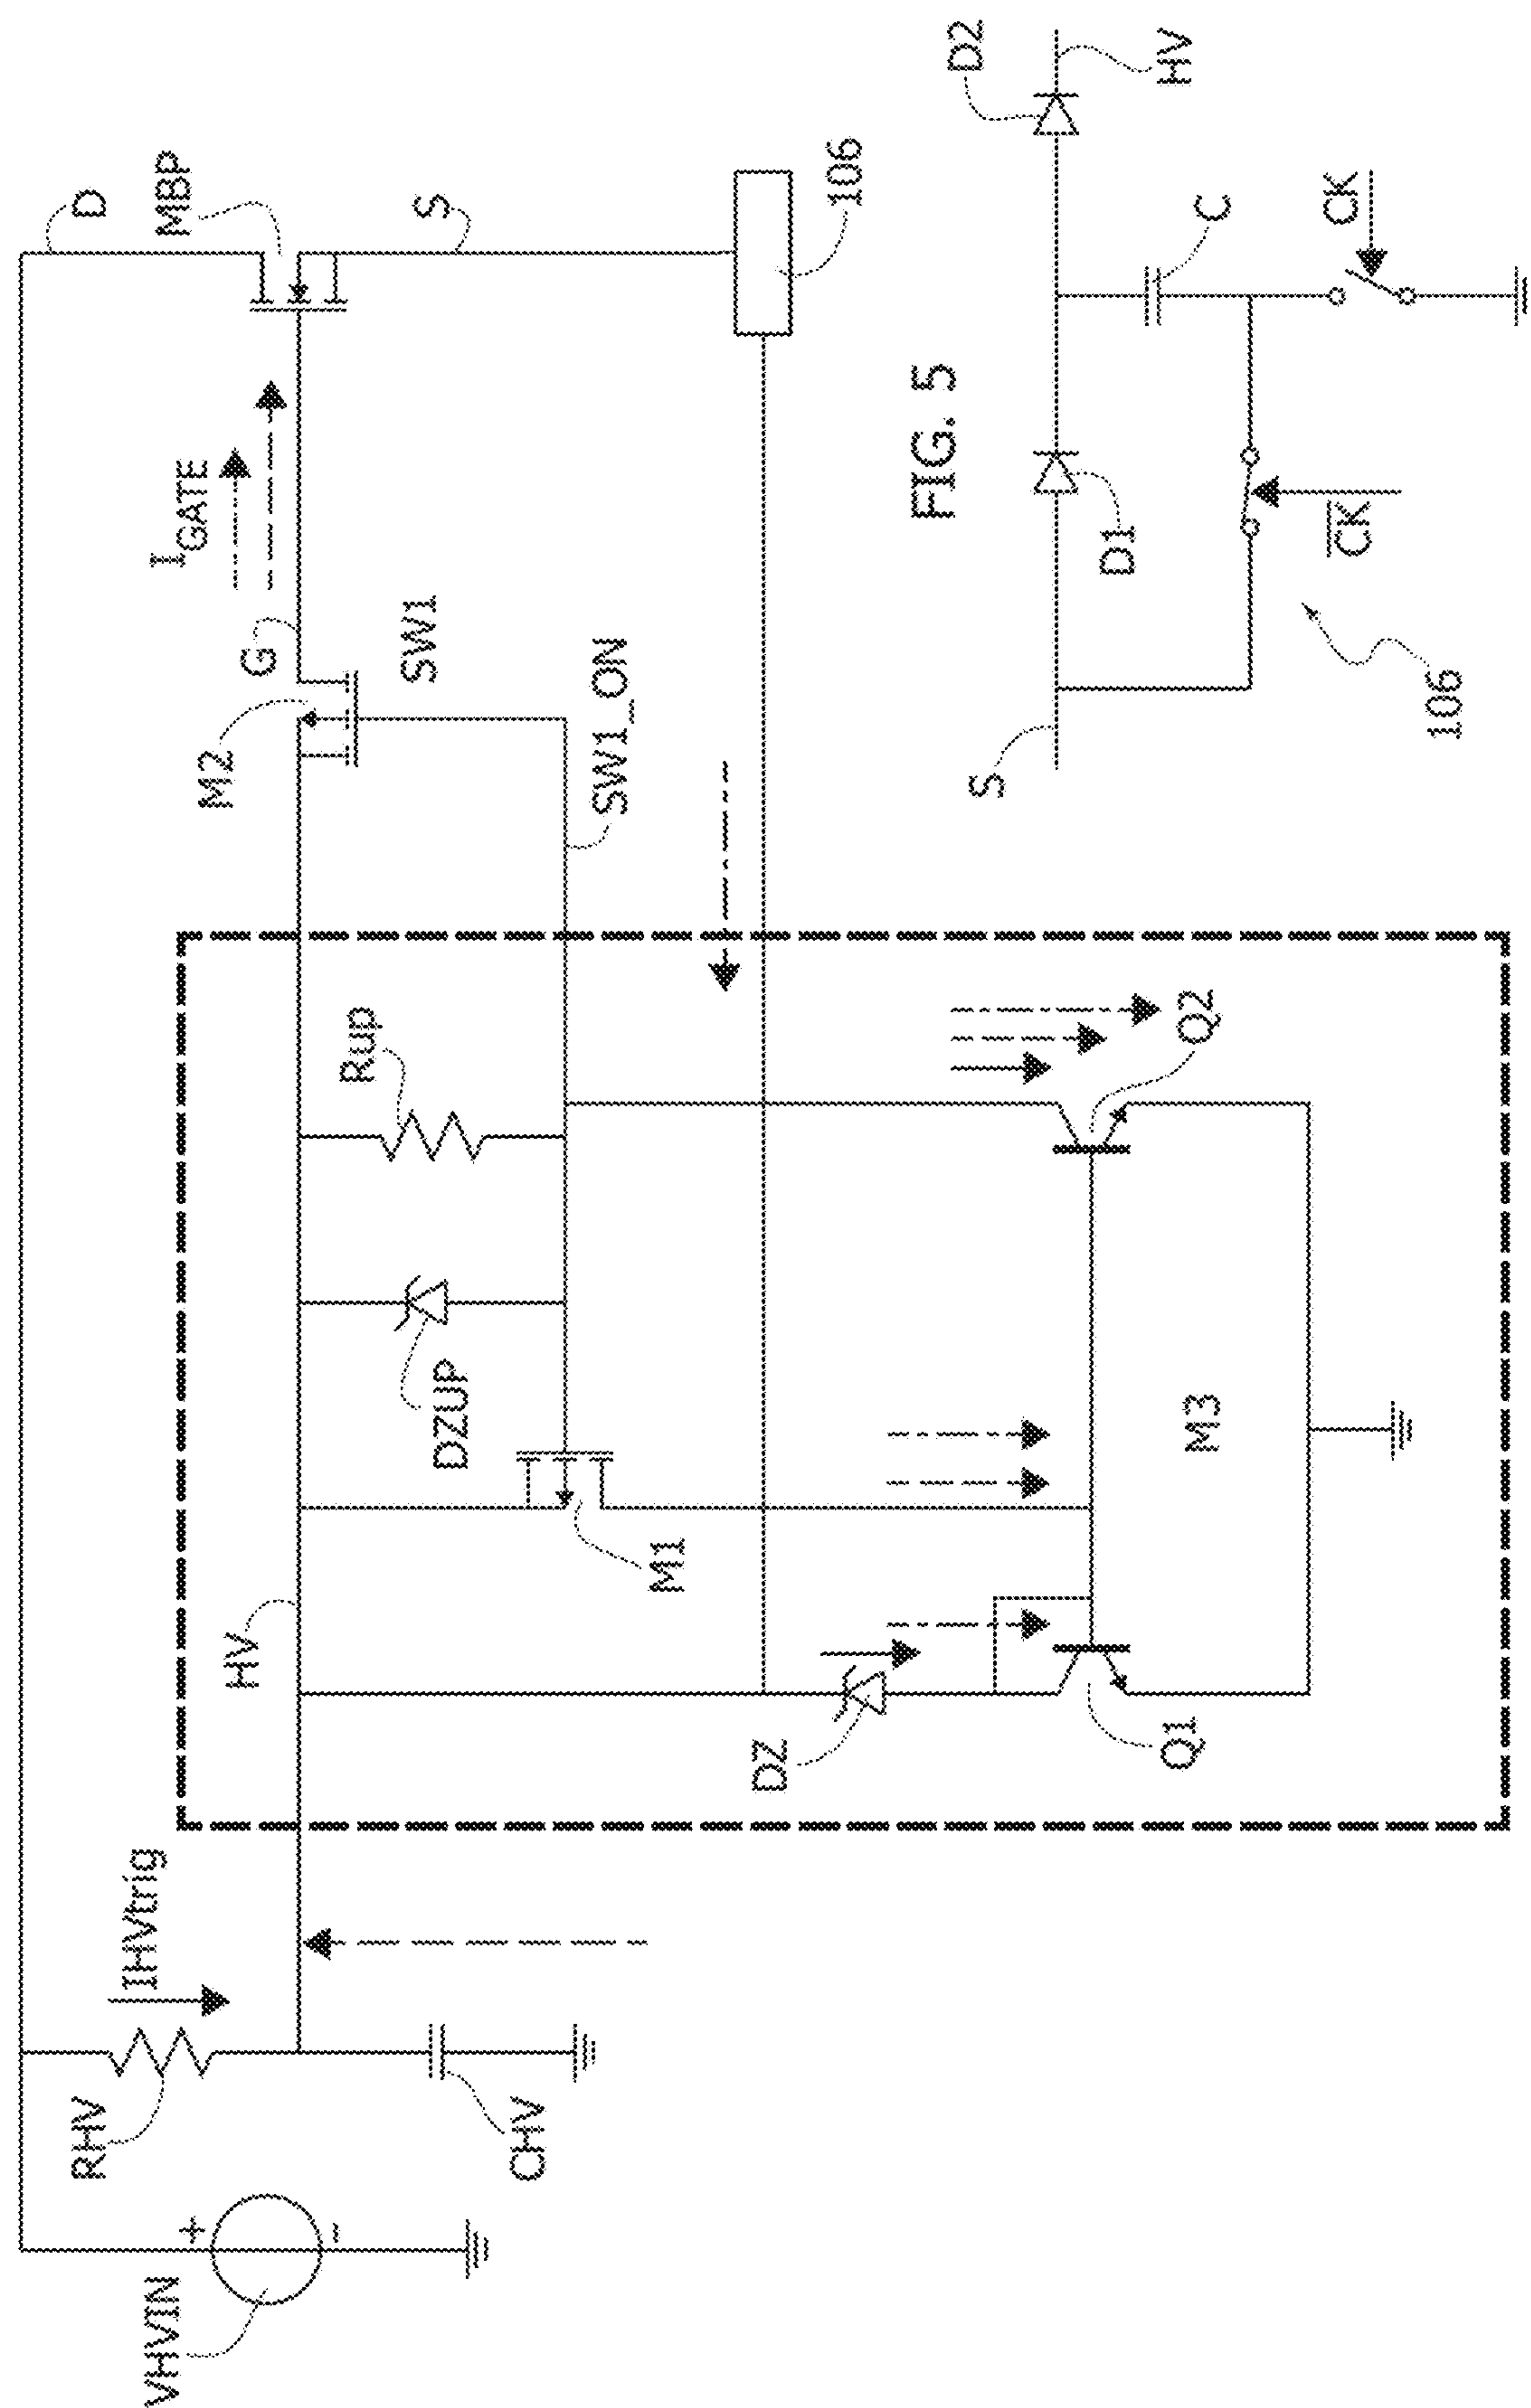 D
MBP
S
106
I GATE
G
M2
SW1
SW1_ON
Rup
DZUP
HV
M1
M3
Q2
DZ
Q1
IHVtrig
RHV
CHV
VHVIN
+
-
FIG. 5
D2
HV
C
CK
D1
CK
S
106